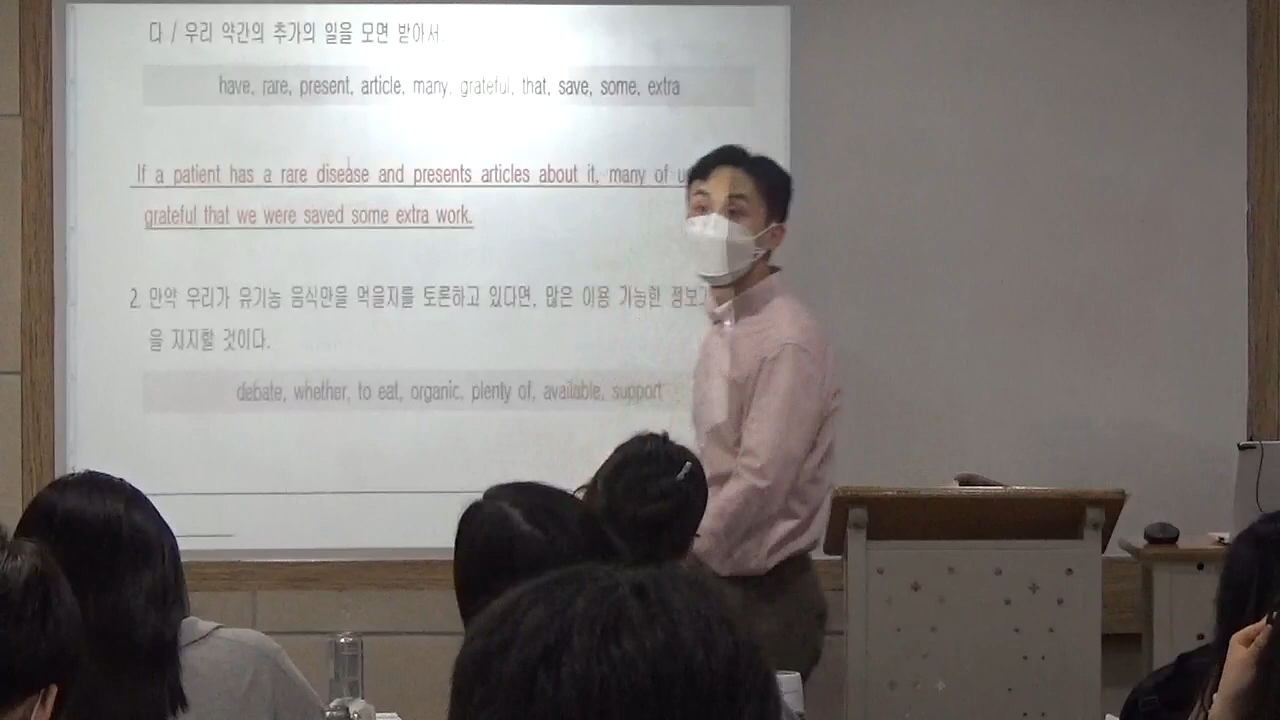 다 / 우리 약간의 추가의 일을 모면 받아서.
have, rare, present, article, many, grateful, that, save, some, extra
If a patient has a rare disease and presents articles about it, many of
grateful that we were saved some extra work.
2. 만약 우리가 유기농 음식만을 먹을지를 토론하고 있다면, 많은 이용 가능한
을 지지할 것이다.
debate, whether, to eat, organic, plenty of, available, support